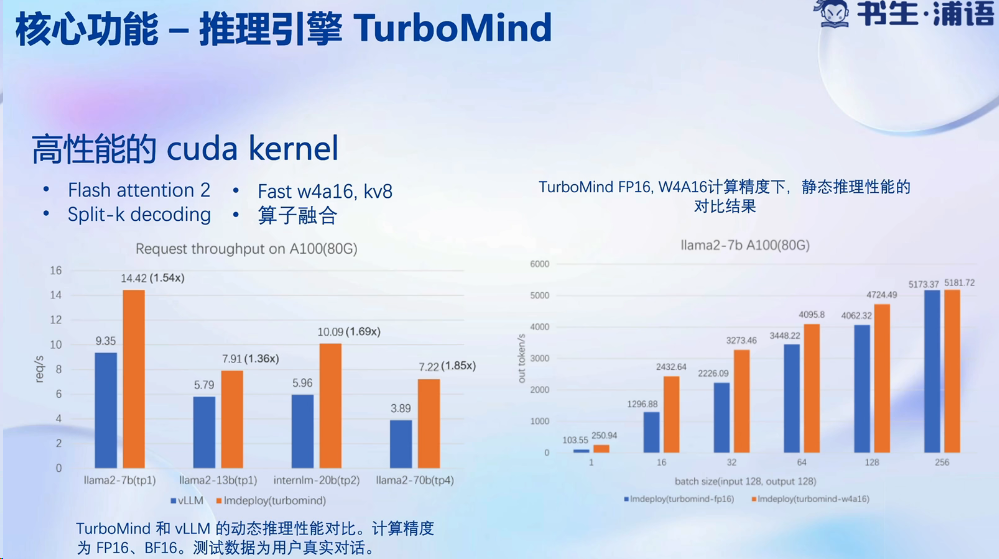 核心功能 – 推理引擎 TurboMind
书生·浦语
高性能的 cuda kernel
• Flash attention 2
• Split-k decoding
• Fast w4a16, kv8
• 算子融合
Request throughput on A100(80G)
req/s
16
14
12
10
8
6
4
2
0
9.35
14.42 (1.54x)
5.79
7.91 (1.36x)
5.96
10.09 (1.69x)
3.89
7.22 (1.85x)
llama2-7b(tp1)
llama2-13b(tp1)
internlm-20b(tp2)
llama2-70b(tp4)
vLLM
lmdeploy(turbomind)
TurboMind 和 vLLM 的动态推理性能对比。计算精度
为 FP16、BF16。测试数据为用户真实对话。
TurboMind FP16, W4A16计算精度下，静态推理性能的
对比结果
llama2-7b A100(80G)
out token/s
6000
5000
4000
3000
2000
1000
0
103.55
250.94
1296.88
2432.64
2226.09
3273.46
3448.22
4095.8
4062.32
4724.49
5173.37
5181.72
1
16
32
64
128
256
batch size(input 128, output 128)
lmdeploy(turbomind-fp16)
lmdeploy(turbomind-w4a16)